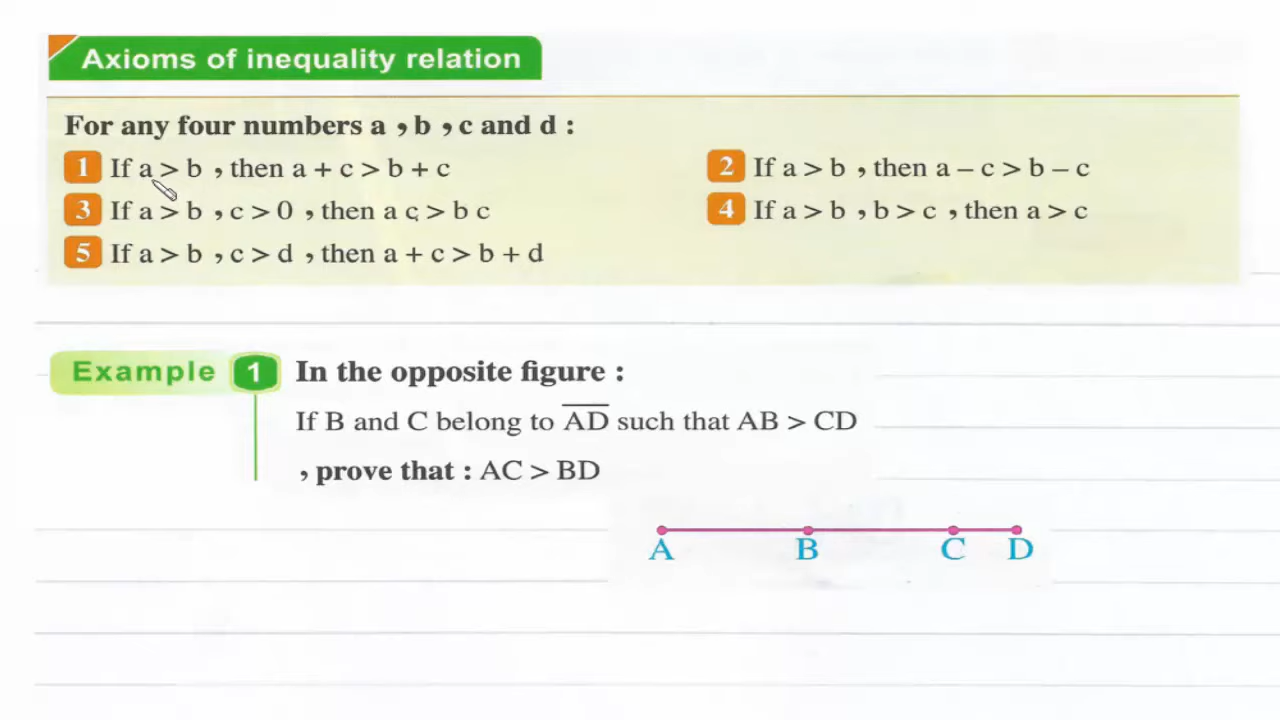 Axioms of inequality relation
For any four numbers a , b , c and d :
1 If a > b , then a + c > b + c
2 If a > b , then a – c > b – c
3 If a > b , c > 0 , then a c > b c
4 If a > b , b > c , then a > c
5 If a > b , c > d , then a + c > b + d
Example 1 In the opposite figure :
If B and C belong to A̅D̅ such that AB > CD
, prove that : AC > BD
A B C D